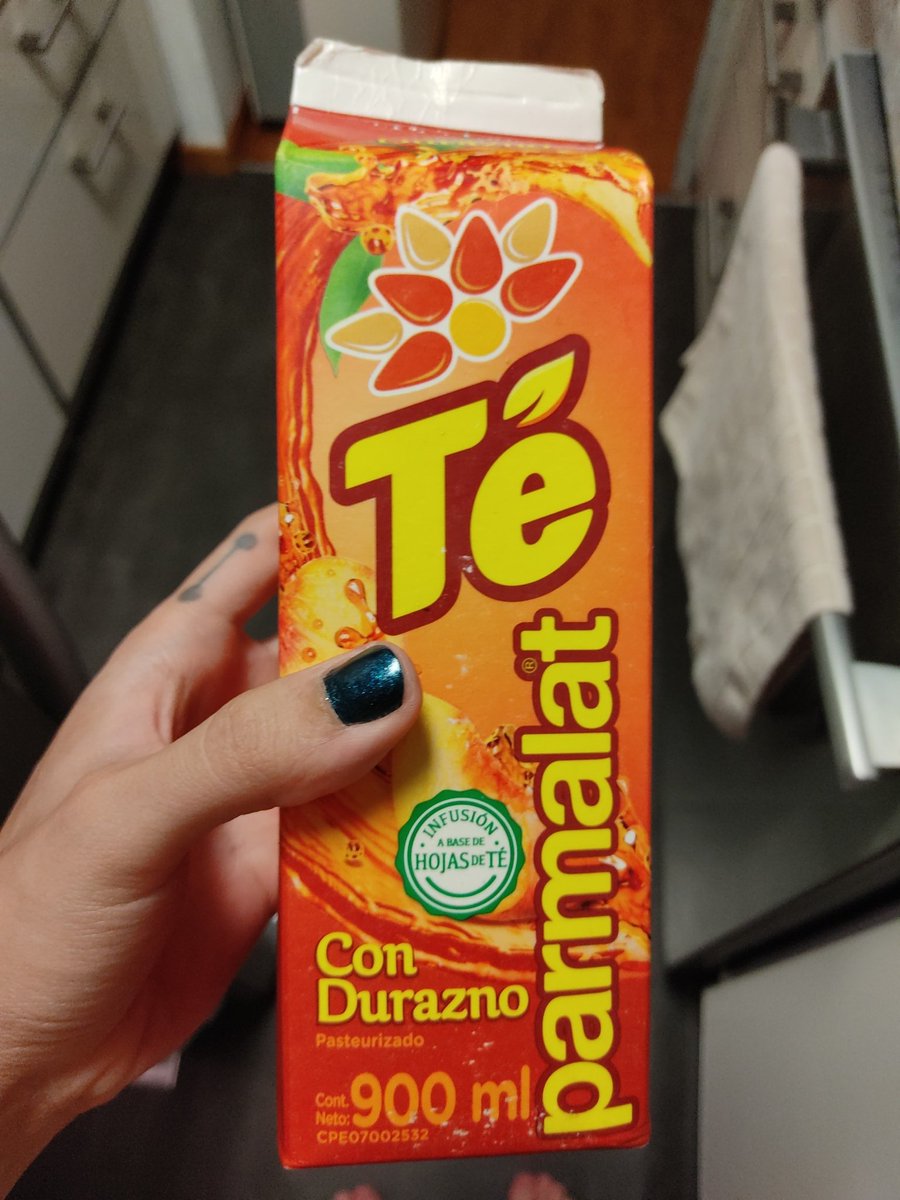 Té
parmalat®
INFUSIÓN
A BASE DE
HOJAS DE TÉ
Con
Durazno
Pasteurizado
Cont.
Neto: 900 ml
CPE07002532